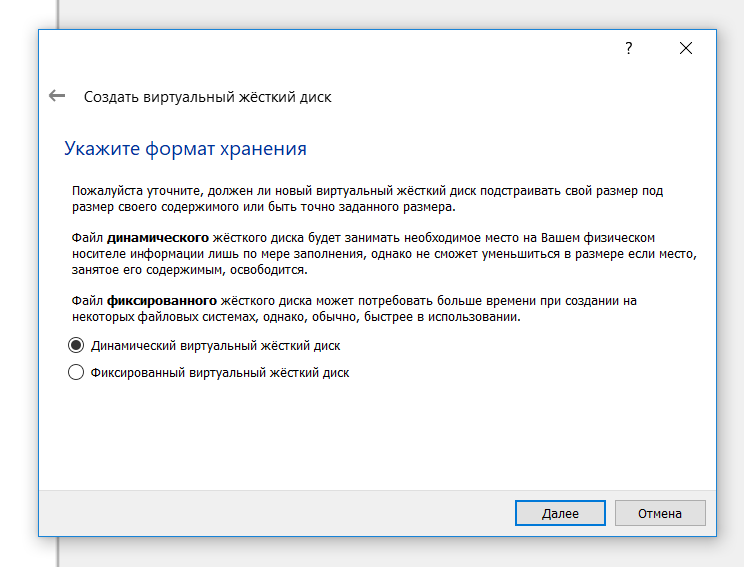 ?
Создать виртуальный жёсткий диск
Укажите формат хранения
Пожалуйста уточните, должен ли новый виртуальный жёсткий диск подстраивать свой размер под
размер своего содержимого или быть точно заданного размера.
Файл динамического жёсткого диска будет занимать необходимое место на Вашем физическом
носителе информации лишь по мере заполнения, однако не сможет уменьшиться в размере если место,
занятое его содержимым, освободится.
Файл фиксированного жёсткого диска может потребовать больше времени при создании на
некоторых файловых системах, однако, обычно, быстрее в использовании.
Динамический виртуальный жёсткий диск
Фиксированный виртуальный жёсткий диск
Далее Отмена